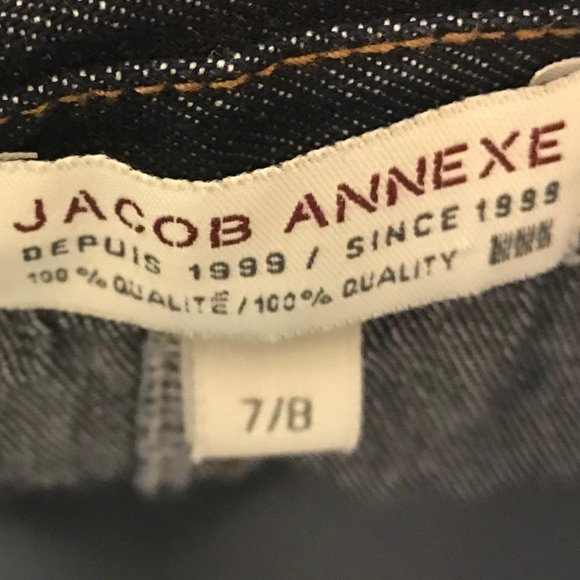 JACOB ANNEXE
DEPUIS 1999 / SINCE 1999
100% QUALITÉ / 100% QUALITY
7/8